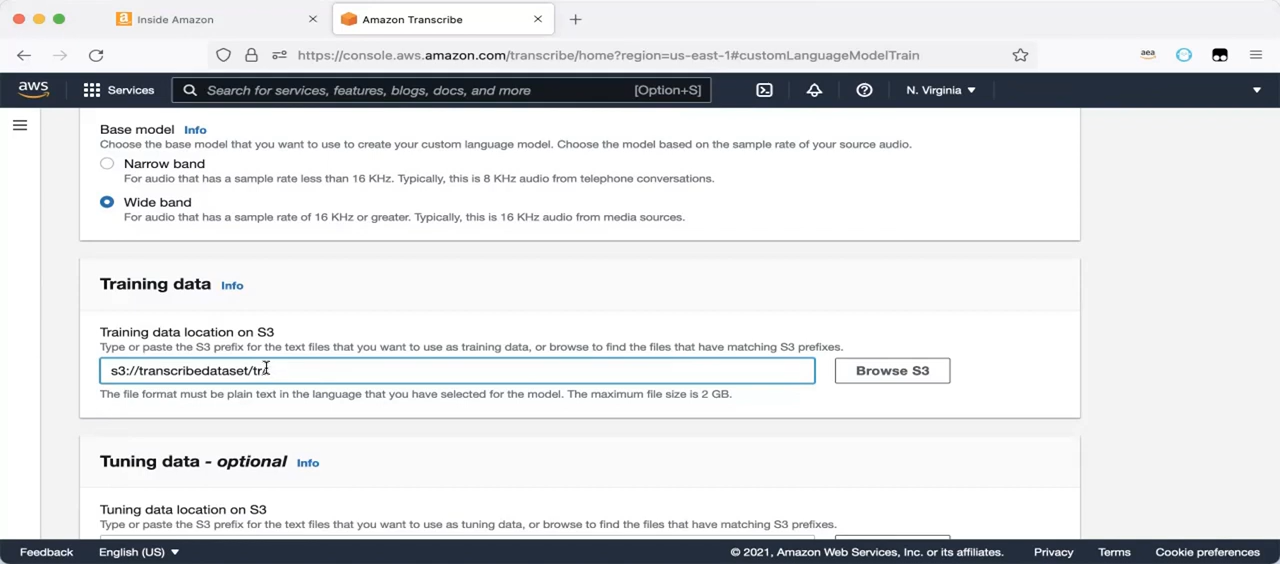 Inside Amazon
Amazon Transcribe
https://console.aws.amazon.com/transcribe/home?region=us-east-1#customLanguageModelTrain
aea
aws
Services
Search for services, features, blogs, docs, and more
[Option+S]
N. Virginia
Base model Info
Choose the base model that you want to use to create your custom language model. Choose the model based on the sample rate of your source audio.
Narrow band
For audio that has a sample rate less than 16 KHz. Typically, this is 8 KHz audio from telephone conversations.
Wide band
For audio that has a sample rate of 16 KHz or greater. Typically, this is 16 KHz audio from media sources.
Training data Info
Training data location on S3
Type or paste the S3 prefix for the text files that you want to use as training data, or browse to find the files that have matching S3 prefixes.
s3://transcribedataset/tra
Browse S3
The file format must be plain text in the language that you have selected for the model. The maximum file size is 2 GB.
Tuning data - optional Info
Tuning data location on S3
Type or paste the S3 prefix for the text files that you want to use as tuning data, or browse to find the files that have matching S3 prefixes.
Feedback
English (US)
© 2021, Amazon Web Services, Inc. or its affiliates.
Privacy
Terms
Cookie preferences